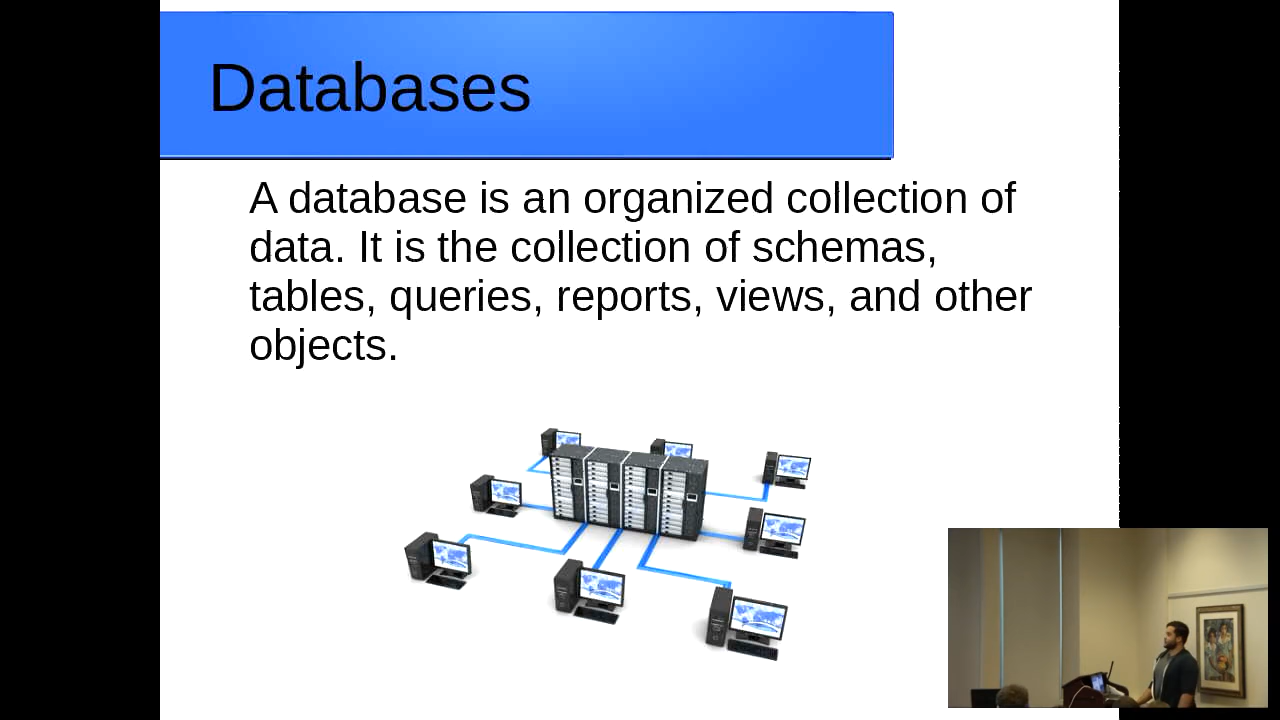 Databases
A database is an organized collection of
data. It is the collection of schemas,
tables, queries, reports, views, and other
objects.